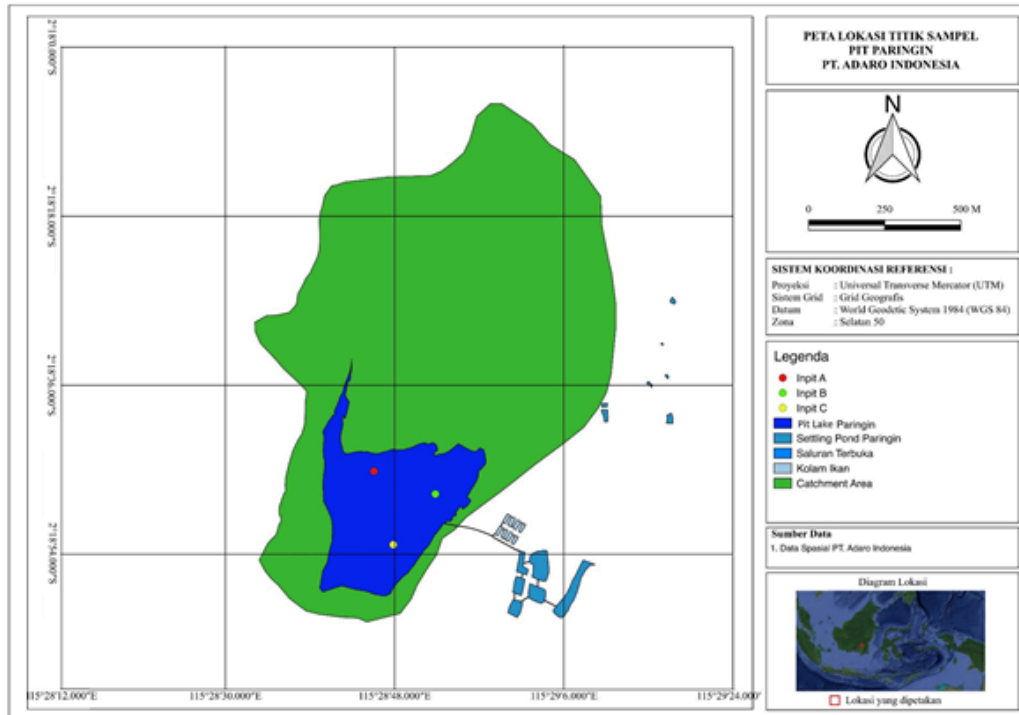 PETA LOKASI TITIK SAMPEL
PIT PARINGIN
PT. ADARO INDONESIA
N
0 250 500 M
SISTEM KOORDINASI REFERENSI :
Proyeksi : Universal Transverse Mercator (UTM)
Sistem Grid : Grid Geografis
Datum : World Geodetic System 1984 (WGS 84)
Zona : Selatan 50
Legenda
Inpit A
Inpit B
Inpit C
Pit Lake Paringin
Settling Pond Paringin
Saluran Terbuka
Kolam Ikan
Catchment Area
Sumber Data
1. Data Spasial PT. Adaro Indonesia
Diagram Lokasi
Lokasi yang dipetakan
2°18'0.000"S
2°18'18.000"S
2°18'36.000"S
2°18'54.000"S
115°28'12.000"E 115°28'30.000"E 115°28'48.000"E 115°29'6.000"E 115°29'24.000"